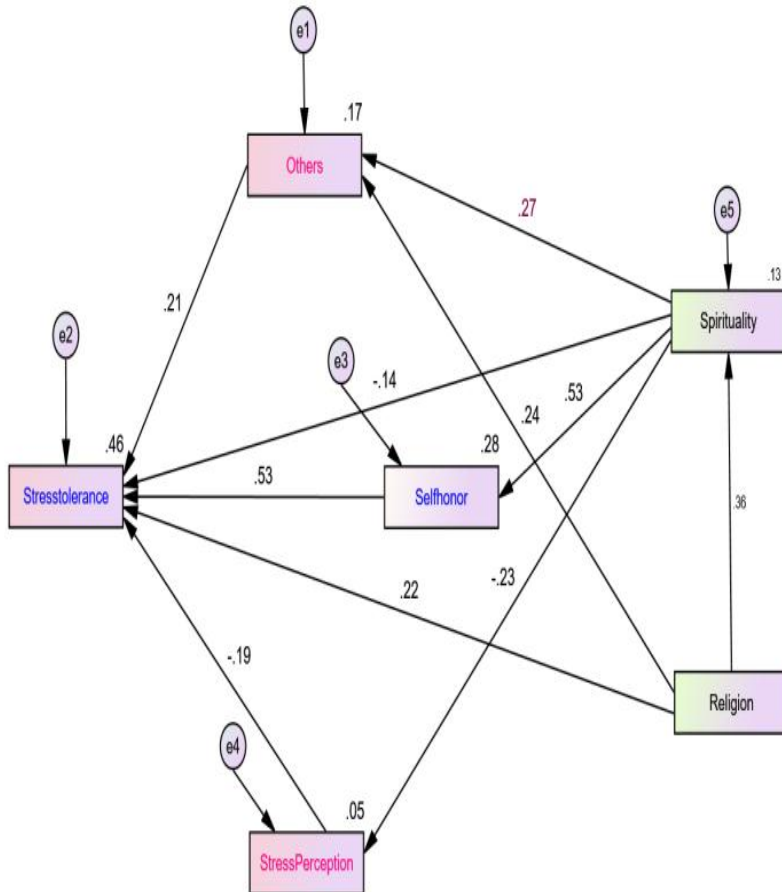 e1
.17
Others
.27
e5
.13
Spirituality
.21
e2
e3
-.14
.53
.24
.46
.28
Stresstolerance
.53
Selfhonor
.36
-.23
.22
-.19
Religion
e4
.05
StressPerception